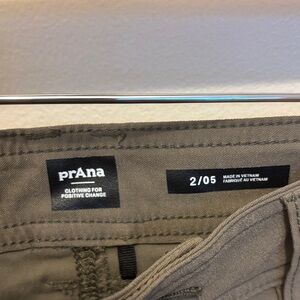 prAna
CLOTHING FOR
POSITIVE CHANGE
2/05
MADE IN VIETNAM
FABRIQUÉ AU VIETNAM